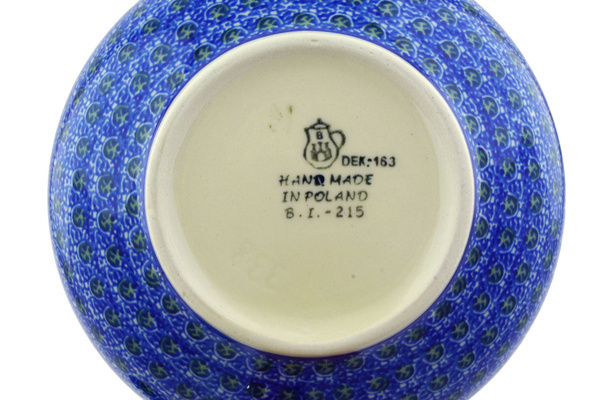 B
DEK:163
HAND MADE
IN POLAND
B.I.-215